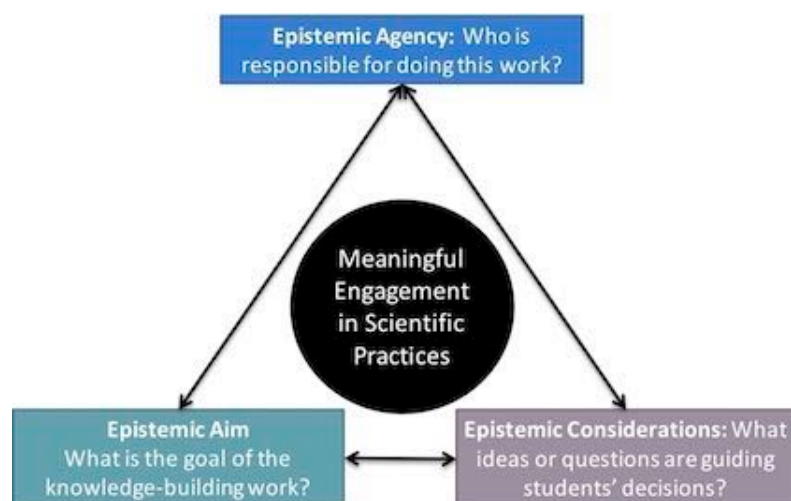 Epistemic Agency: Who is
responsible for doing this work?
Meaningful
Engagement
in Scientific
Practices
Epistemic Aim
What is the goal of the
knowledge-building work?
Epistemic Considerations: What
ideas or questions are guiding
students' decisions?